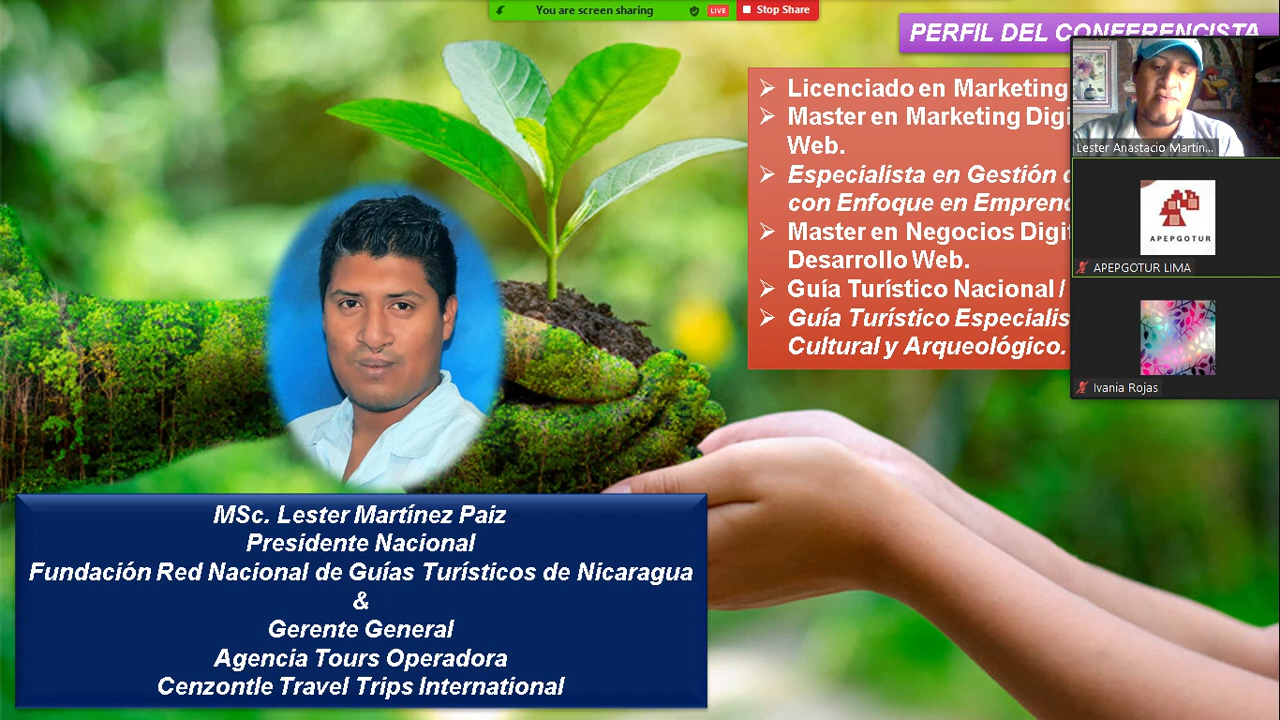 You are screen sharing
LIVE
Stop Share
PERFIL DEL CONFERENCISTA
Licenciado en Marketing
Master en Marketing Digi
Web.
Especialista en Gestión
con Enfoque en Empren
Master en Negocios Digi
Desarrollo Web.
Guía Turístico Nacional /
Guía Turístico Especialis
Cultural y Arqueológico.
Lester Anastacio Martín...
APEPGOTUR
APEPGOTUR LIMA
Ivania Rojas
MSc. Lester Martínez Paiz
Presidente Nacional
Fundación Red Nacional de Guías Turísticos de Nicaragua
&
Gerente General
Agencia Tours Operadora
Cenzontle Travel Trips International